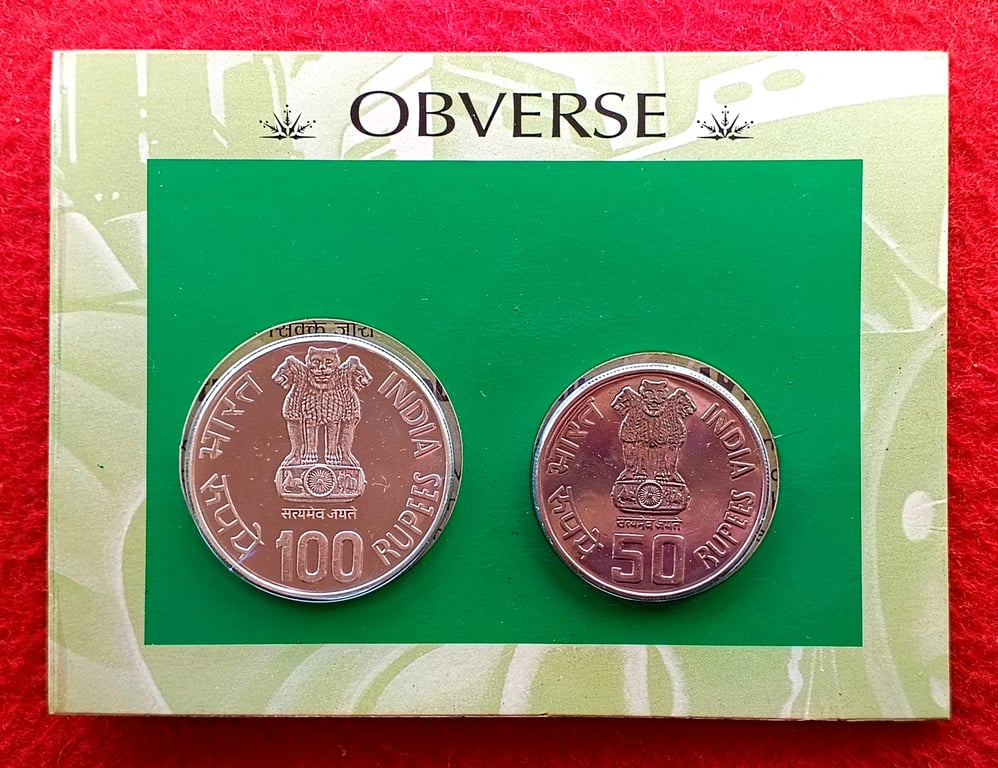 OBVERSE
सिक्के जारी
भारत INDIA
रूपये RUPEES
सत्यमेव जयते
100
भारत INDIA
रूपये RUPEES
सत्यमेव जयते
50